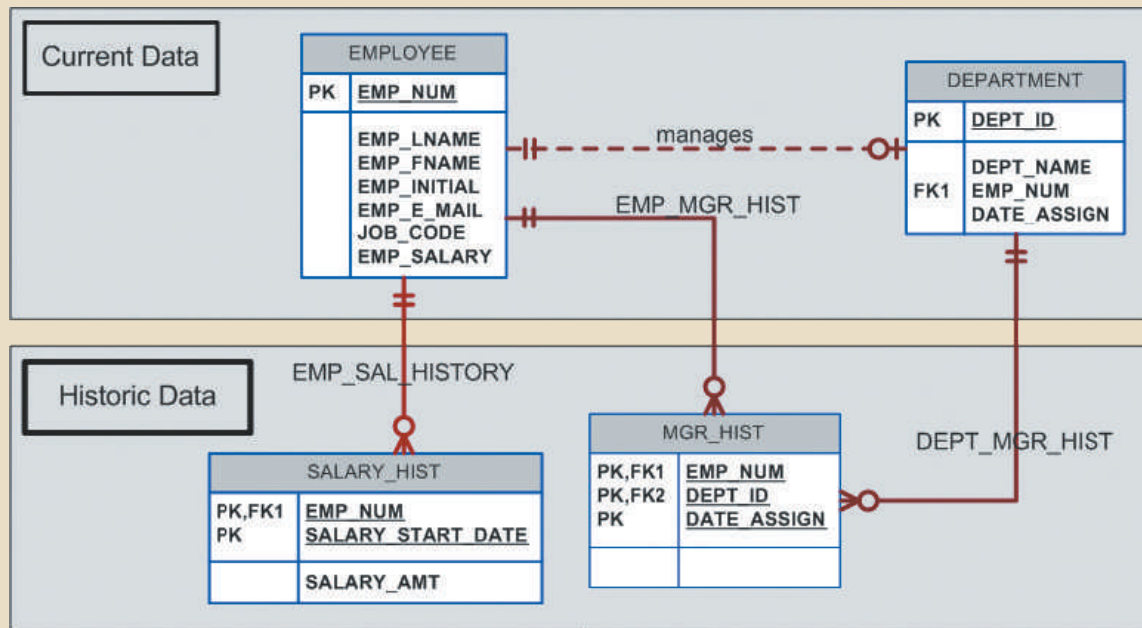 Current Data
EMPLOYEE
PK EMP_NUM
EMP_LNAME
EMP_FNAME
EMP_INITIAL
EMP_E_MAIL
JOB_CODE
EMP_SALARY
manages
EMP_MGR_HIST
DEPARTMENT
PK DEPT_ID
DEPT_NAME
FK1 EMP_NUM
DATE_ASSIGN
Historic Data
EMP_SAL_HISTORY
SALARY_HIST
PK,FK1 EMP_NUM
PK SALARY_START_DATE
SALARY_AMT
MGR_HIST
PK,FK1 EMP_NUM
PK,FK2 DEPT_ID
PK DATE_ASSIGN
DEPT_MGR_HIST